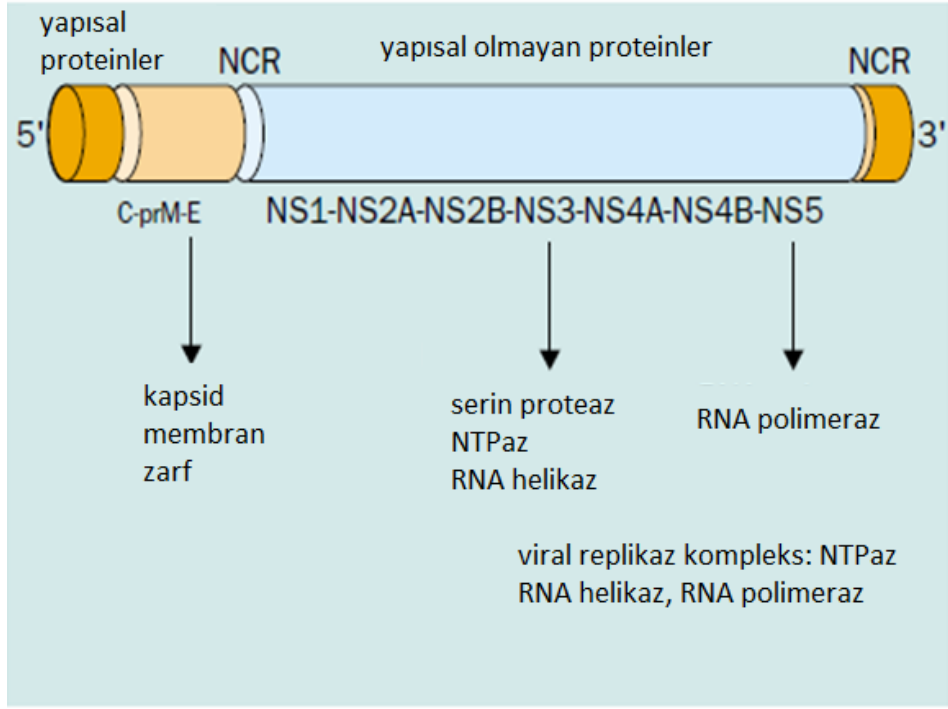 yapısal
proteinler
NCR
yapısal olmayan proteinler
NCR
5'
3'
C-prM-E
NS1-NS2A-NS2B-NS3-NS4A-NS4B-NS5
kapsid
membran
zarf
serin proteaz
NTPaz
RNA helikaz
RNA polimeraz
viral replikaz kompleks: NTPaz
RNA helikaz, RNA polimeraz